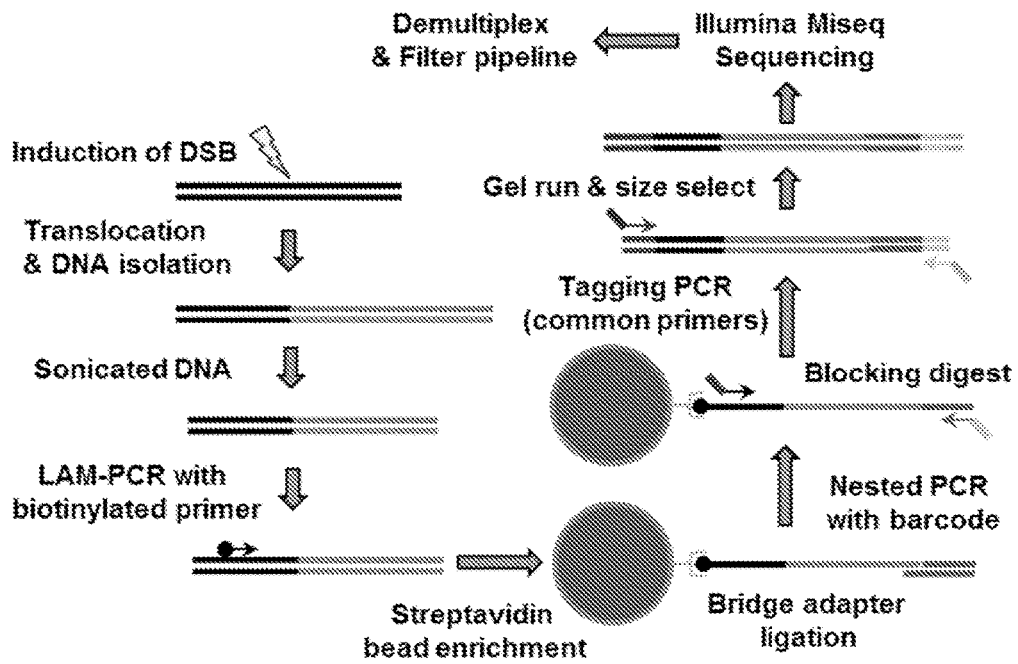 Induction of DSB
Translocation
& DNA isolation
Sonicated DNA
LAM-PCR with
biotinylated primer
Streptavidin
bead enrichment
Bridge adapter
ligation
Nested PCR
with barcode
Blocking digest
Tagging PCR
(common primers)
Gel run & size select
Illumina Miseq
Sequencing
Demultiplex
& Filter pipeline